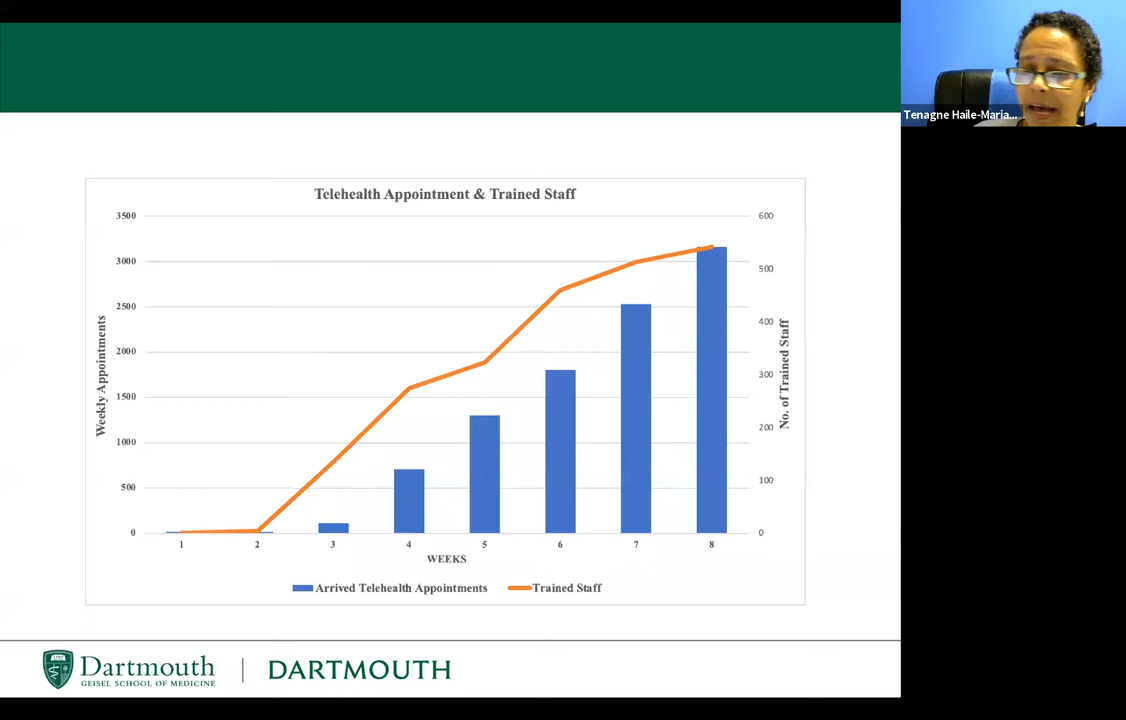 Tenagne Haile-Maria...
Telehealth Appointment & Trained Staff
3500
3000
2500
2000
1500
1000
500
0
Weekly Appointments
600
500
400
300
200
100
0
No. of Trained Staff
1 2 3 4 5 6 7 8
WEEKS
Arrived Telehealth Appointments Trained Staff
Dartmouth
GEISEL SCHOOL OF MEDICINE
DARTMOUTH